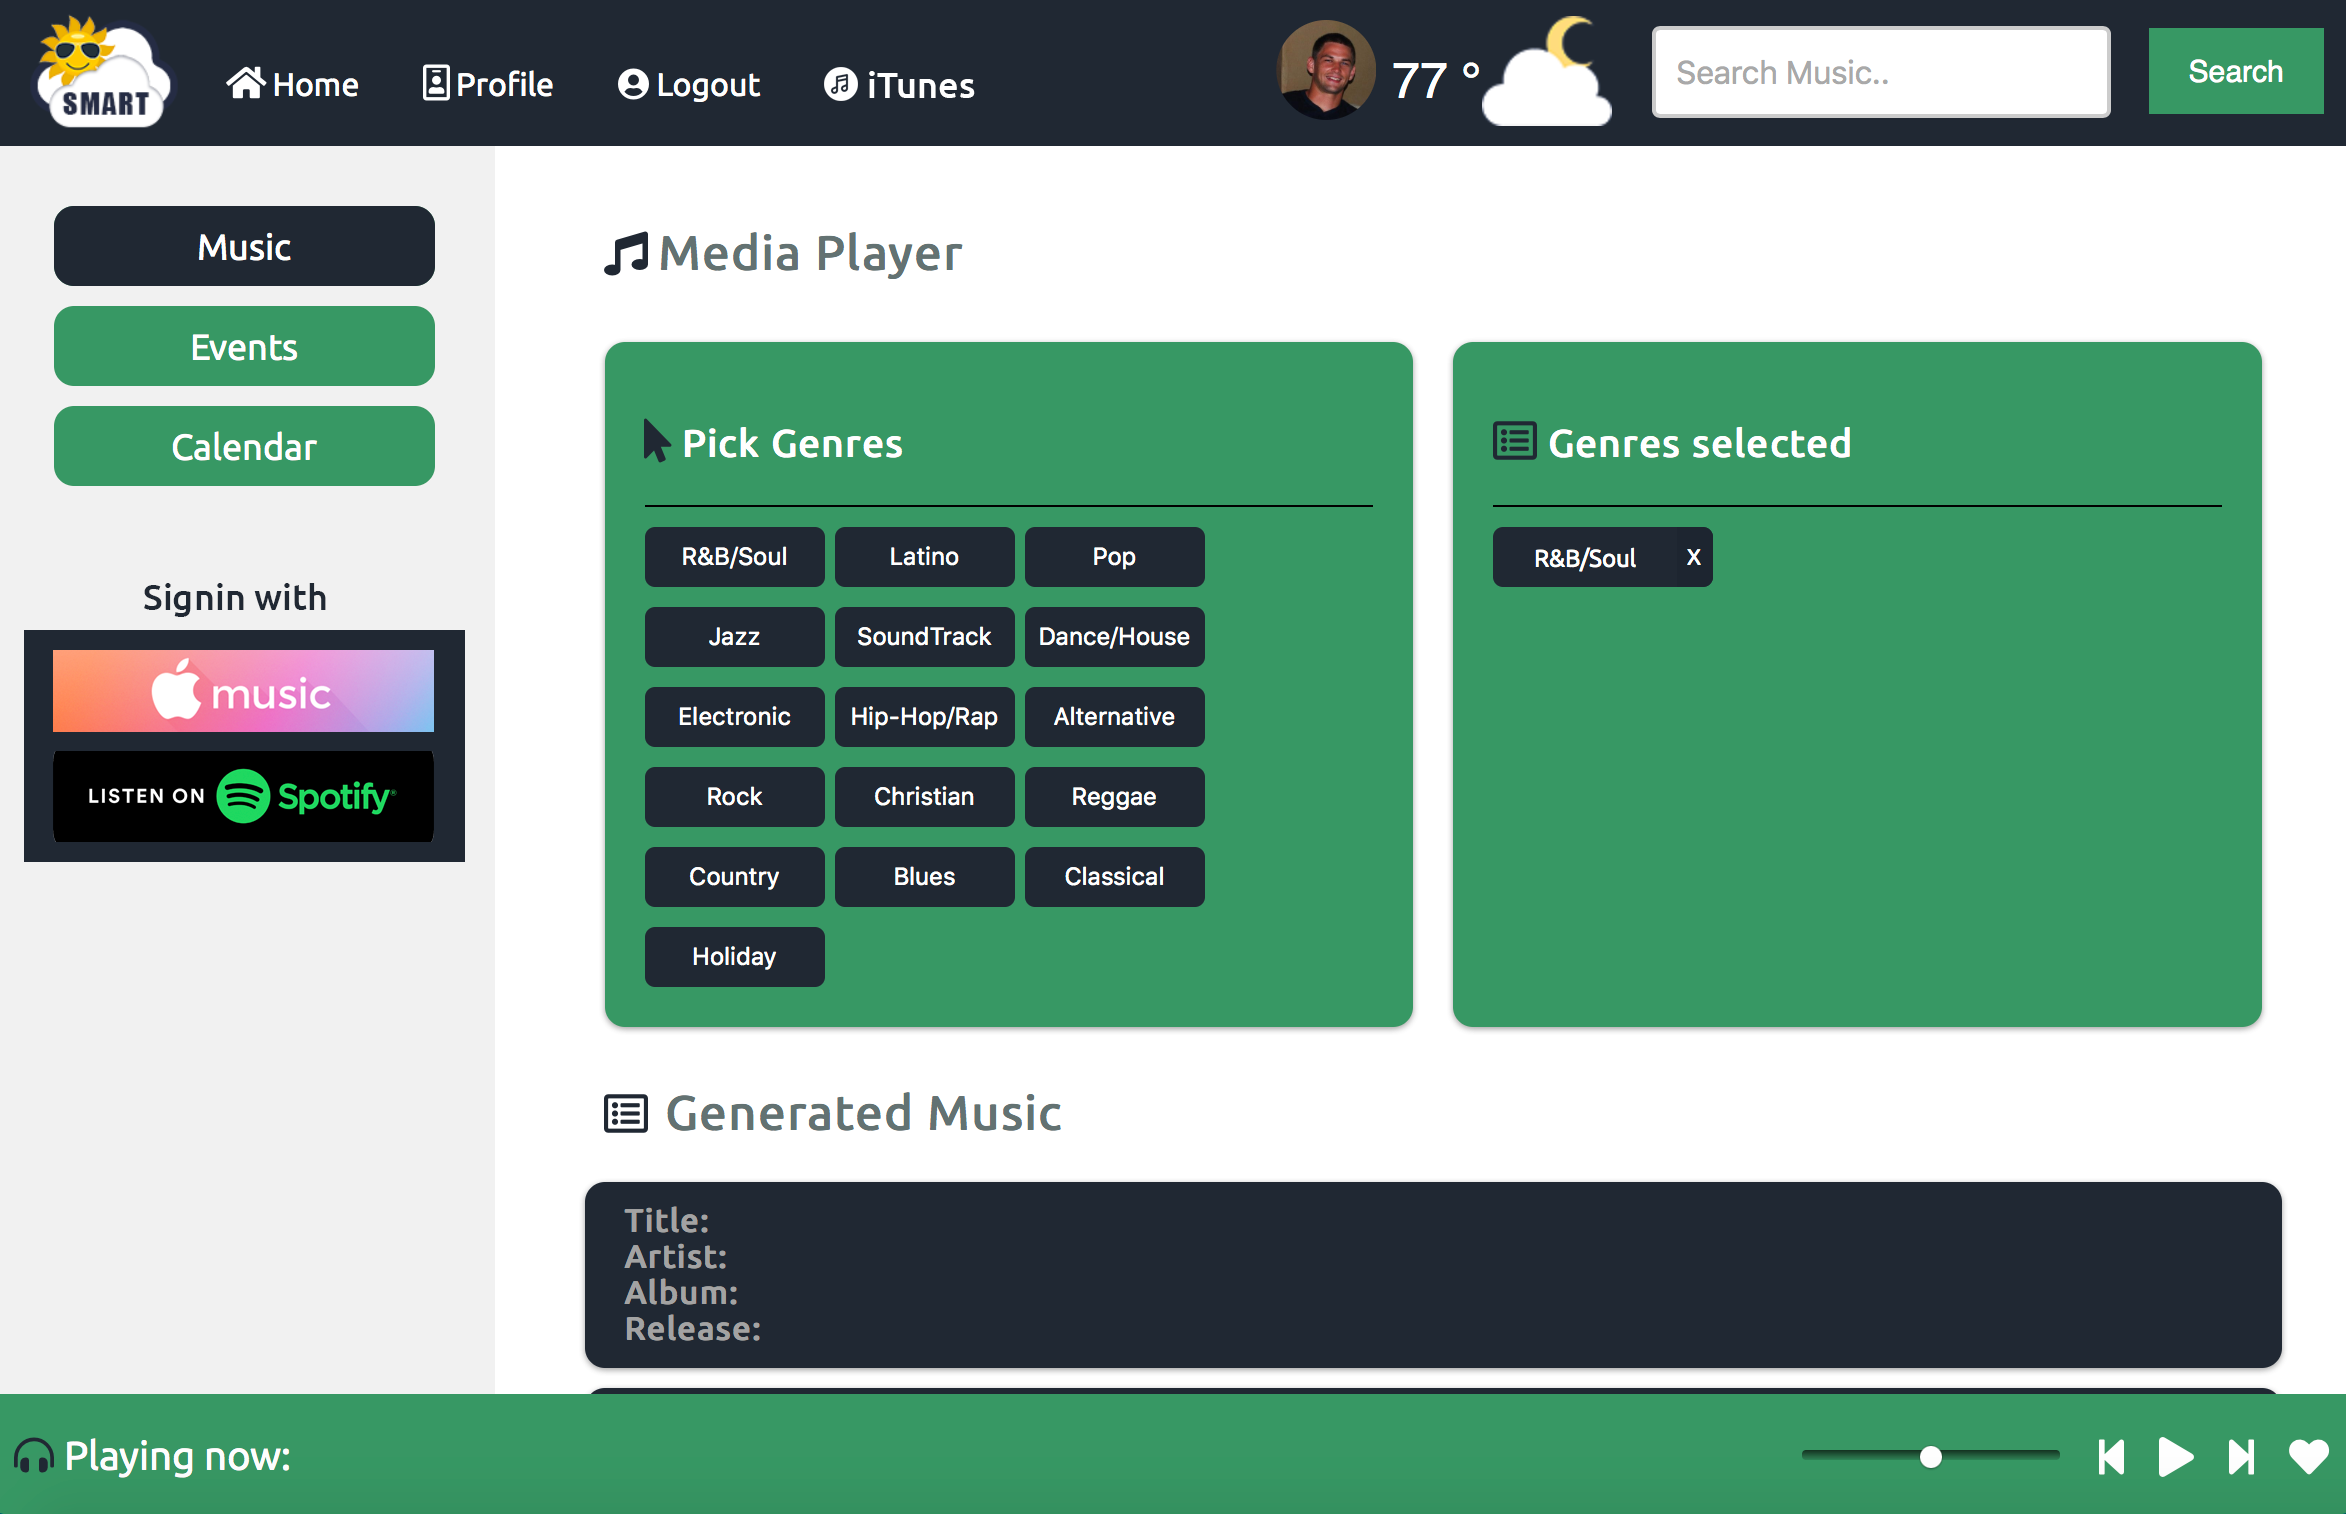 SMART
Home
Profile
Logout
iTunes
77 °
Search Music..
Search
Music
Events
Calendar
Signin with
music
LISTEN ON Spotify®
Media Player
Pick Genres
R&B/Soul
Latino
Pop
Jazz
SoundTrack
Dance/House
Electronic
Hip-Hop/Rap
Alternative
Rock
Christian
Reggae
Country
Blues
Classical
Holiday
Genres selected
R&B/Soul X
Generated Music
Title:
Artist:
Album:
Release:
Playing now: